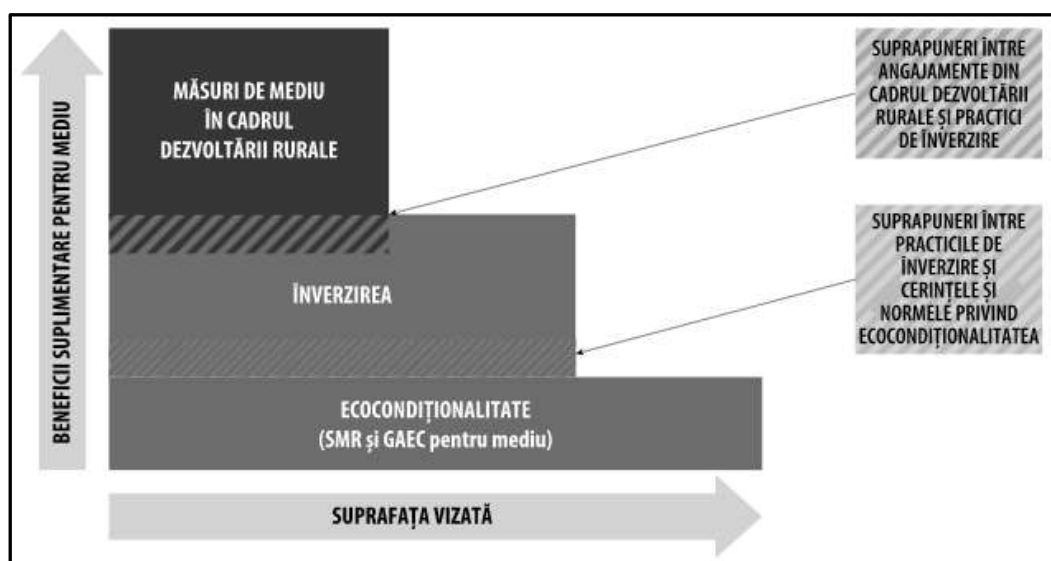 BENEFICII SUPLIMENTARE PENTRU MEDIU
MĂSURI DE MEDIU
ÎN CADRUL
DEZVOLTĂRII RURALE
ÎNVERZIREA
ECOCONDIȚIONALITATE
(SMR și GAEC pentru mediu)
SUPRAFAȚA VIZATĂ
SUPRAPUNERI ÎNTRE
ANGAJAMENTE DIN
CADRUL DEZVOLTĂRII
RURALE ȘI PRACTICI
DE ÎNVERZIRE
SUPRAPUNERI ÎNTRE
PRACTICILE DE
ÎNVERZIRE ȘI
CERINȚELE ȘI
NORMELE PRIVIND
ECOCONDIȚIONALITATEA